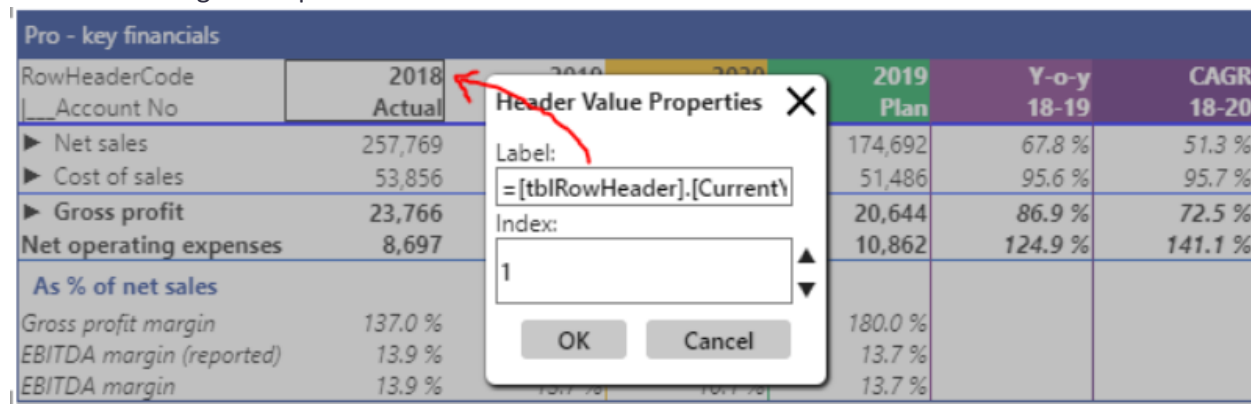 Pro - key financials
RowHeaderCode 2018 2019 2020 2019 Y-o-y CAGR
|___Account No Actual Plan 18-19 18-20
Header Value Properties
Label:
=[tblRowHeader].[CurrentY
Index:
1
OK Cancel
▶ Net sales 257,769 174,692 67.8 % 51.3 %
▶ Cost of sales 53,856 51,486 95.6 % 95.7 %
▶ Gross profit 23,766 20,644 86.9 % 72.5 %
Net operating expenses 8,697 10,862 124.9 % 141.1 %
As % of net sales
Gross profit margin 137.0 % 180.0 %
EBITDA margin (reported) 13.9 % 13.7 %
EBITDA margin 13.9 % 13.7 %